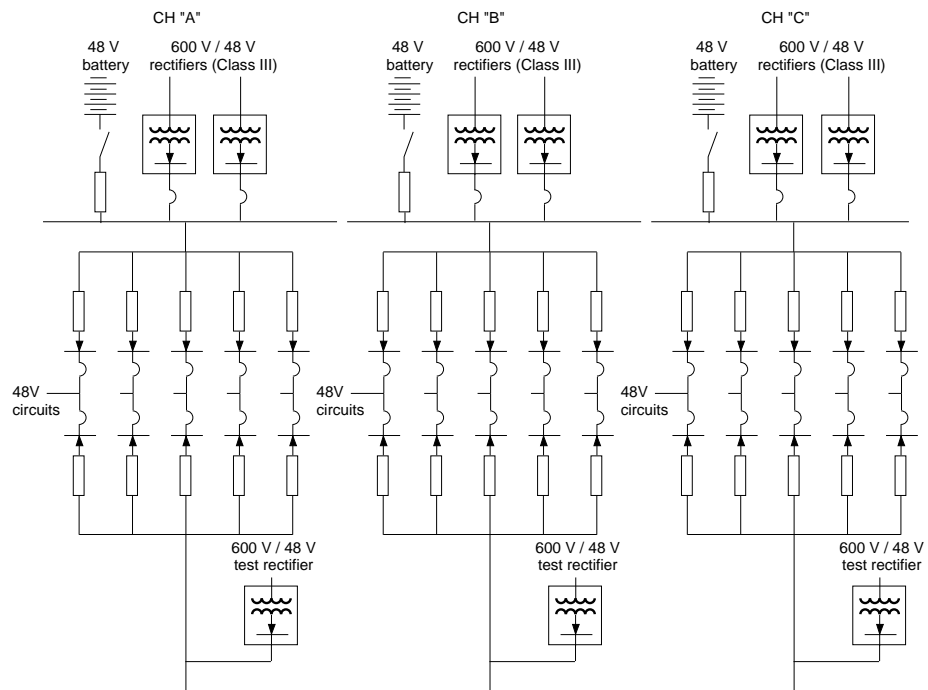 CH "A"
48 V
battery
600 V / 48 V
rectifiers (Class III)
48V
circuits
600 V / 48 V
test rectifier
CH "B"
48 V
battery
600 V / 48 V
rectifiers (Class III)
48V
circuits
600 V / 48 V
test rectifier
CH "C"
48 V
battery
600 V / 48 V
rectifiers (Class III)
48V
circuits
600 V / 48 V
test rectifier